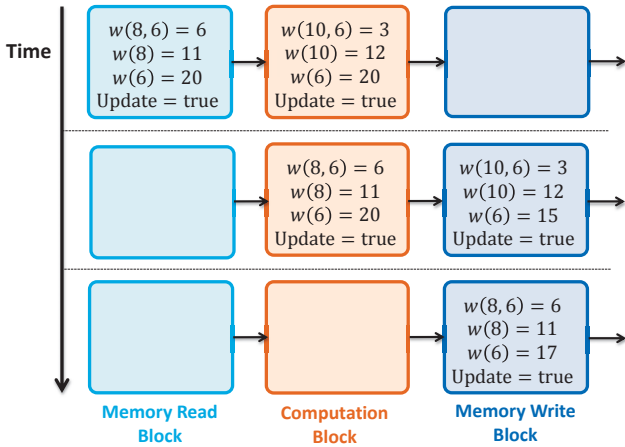 Time
w(8, 6) = 6
w(8) = 11
w(6) = 20
Update = true
w(10, 6) = 3
w(10) = 12
w(6) = 20
Update = true
w(8, 6) = 6
w(8) = 11
w(6) = 20
Update = true
w(10, 6) = 3
w(10) = 12
w(6) = 15
Update = true
w(8, 6) = 6
w(8) = 11
w(6) = 17
Update = true
Memory Read
Block
Computation
Block
Memory Write
Block